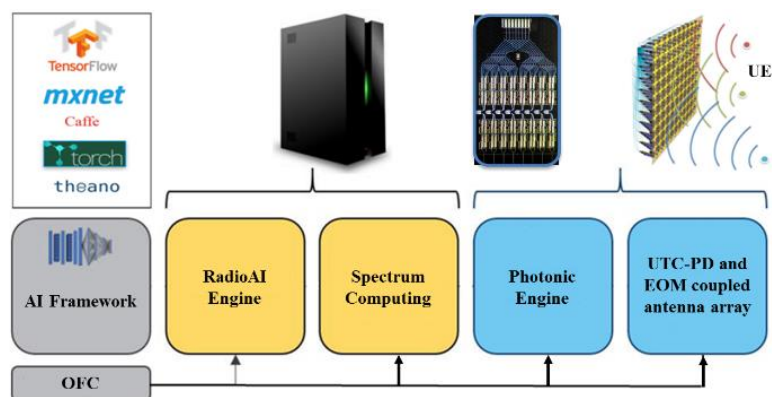 TensorFlow
mxnet
Caffe
torch
theano
UE
AI Framework
RadioAI
Engine
Spectrum
Computing
Photonic
Engine
UTC-PD and
EOM coupled
antenna array
OFC